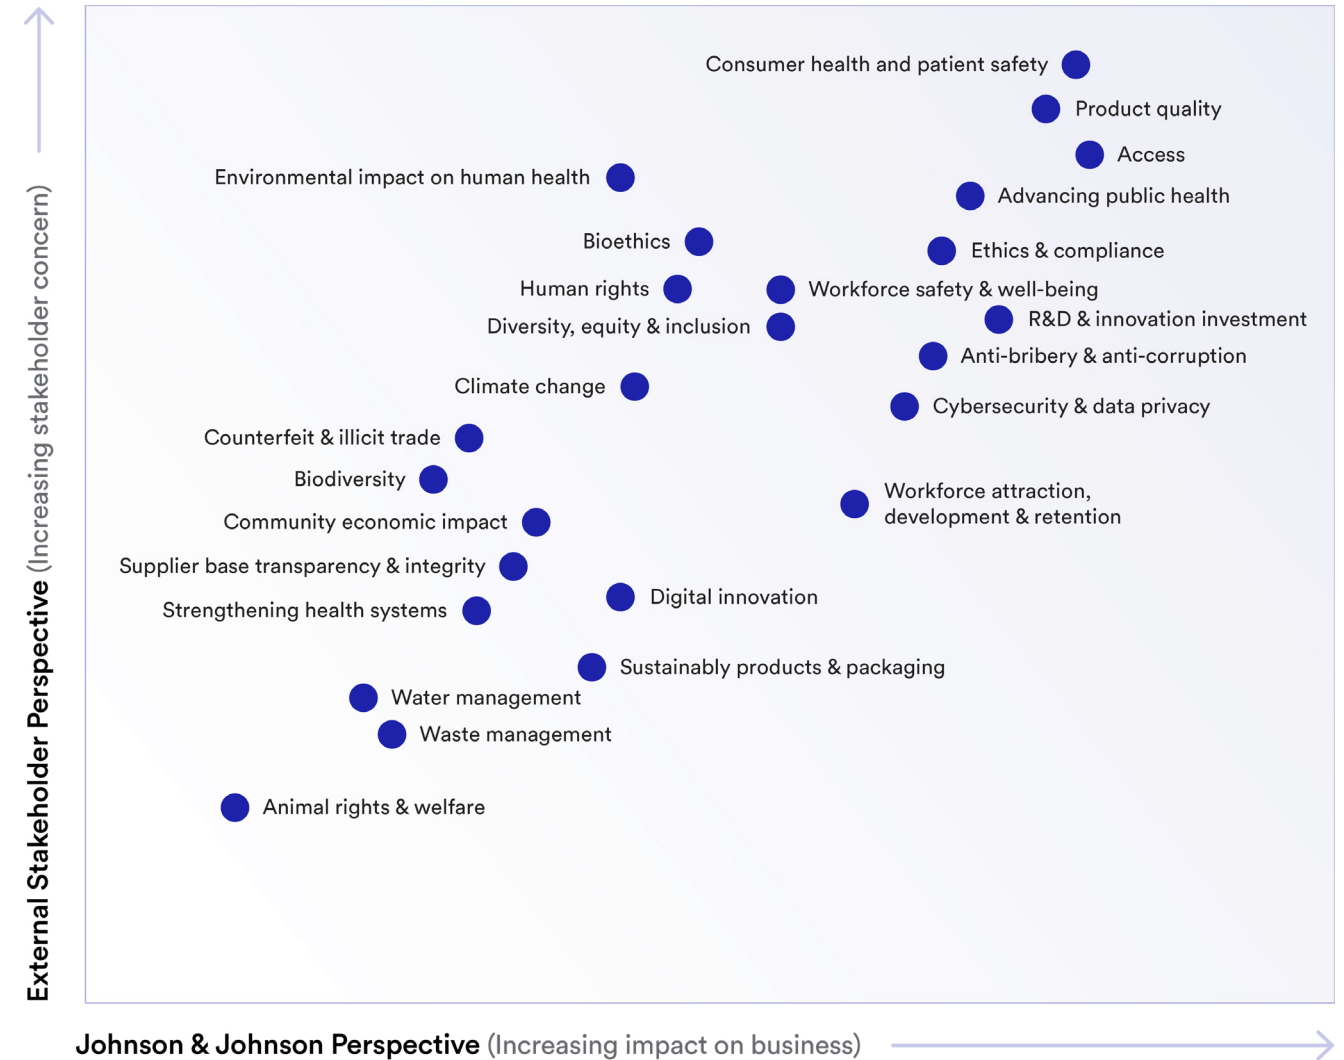 Consumer health and patient safety
Product quality
Access
Environmental impact on human health
Advancing public health
Bioethics
Ethics & compliance
Human rights
Workforce safety & well-being
R&D & innovation investment
Diversity, equity & inclusion
Anti-bribery & anti-corruption
Climate change
Cybersecurity & data privacy
Counterfeit & illicit trade
Biodiversity
Workforce attraction,
development & retention
Community economic impact
Supplier base transparency & integrity
Digital innovation
Strengthening health systems
Sustainably products & packaging
Water management
Waste management
Animal rights & welfare
External Stakeholder Perspective (Increasing stakeholder concern)
Johnson & Johnson Perspective (Increasing impact on business)